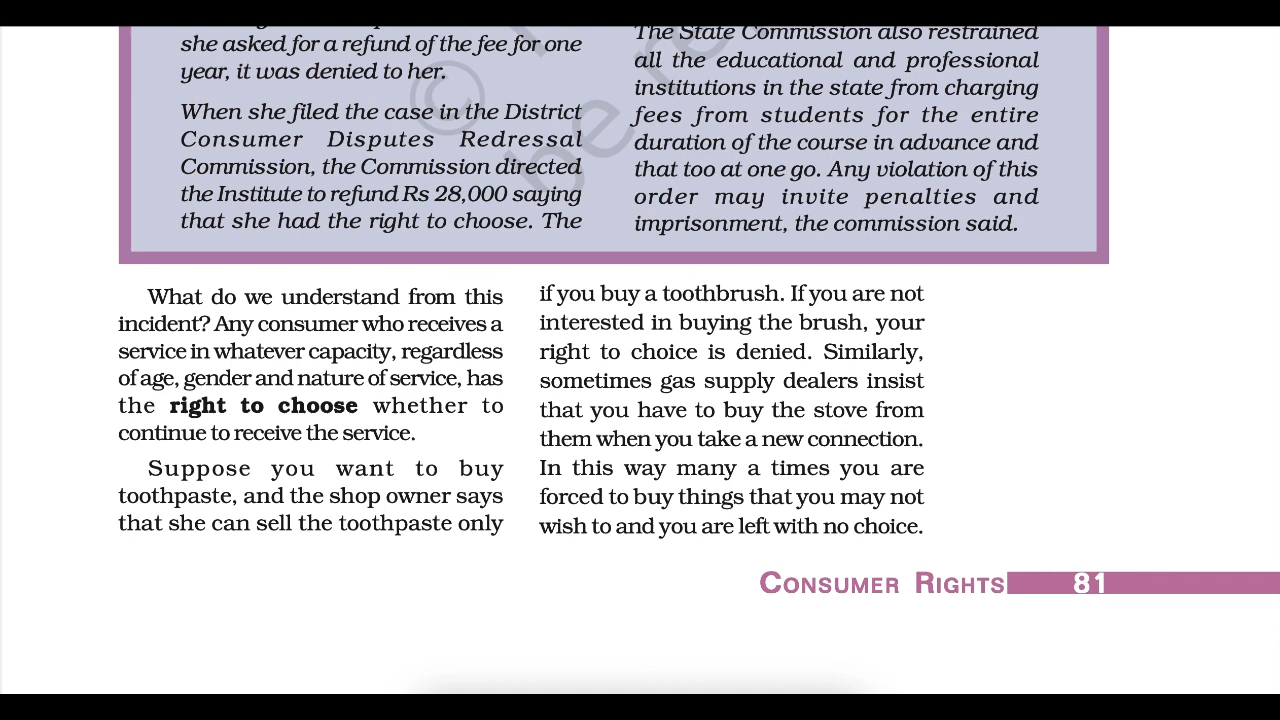 she asked for a refund of the fee for one
year, it was denied to her.
When she filed the case in the District
Consumer Disputes Redressal
Commission, the Commission directed
the Institute to refund Rs 28,000 saying
that she had the right to choose. The
The State Commission also restrained
all the educational and professional
institutions in the state from charging
fees from students for the entire
duration of the course in advance and
that too at one go. Any violation of this
order may invite penalties and
imprisonment, the commission said.
What do we understand from this
incident? Any consumer who receives a
service in whatever capacity, regardless
of age, gender and nature of service, has
the right to choose whether to
continue to receive the service.
Suppose you want to buy
toothpaste, and the shop owner says
that she can sell the toothpaste only
if you buy a toothbrush. If you are not
interested in buying the brush, your
right to choice is denied. Similarly,
sometimes gas supply dealers insist
that you have to buy the stove from
them when you take a new connection.
In this way many a times you are
forced to buy things that you may not
wish to and you are left with no choice.
CONSUMER RIGHTS 81